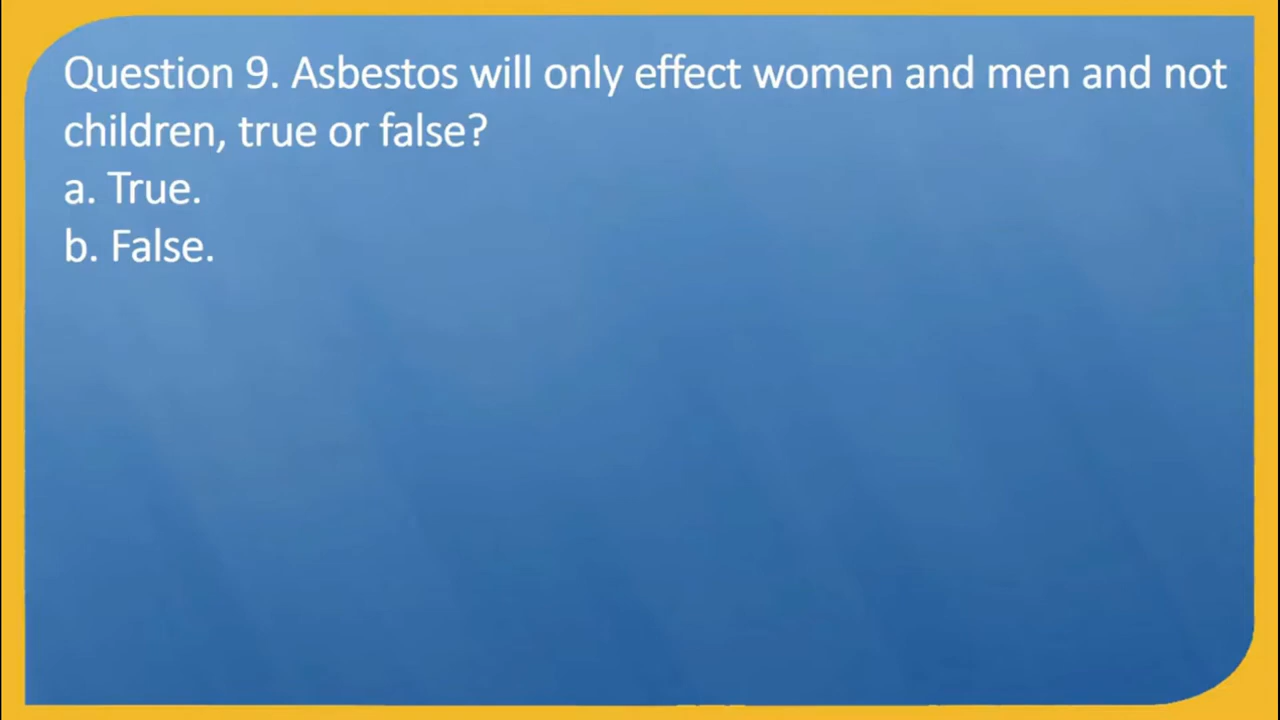 Question 9. Asbestos will only effect women and men and not
children, true or false?
a. True.
b. False.